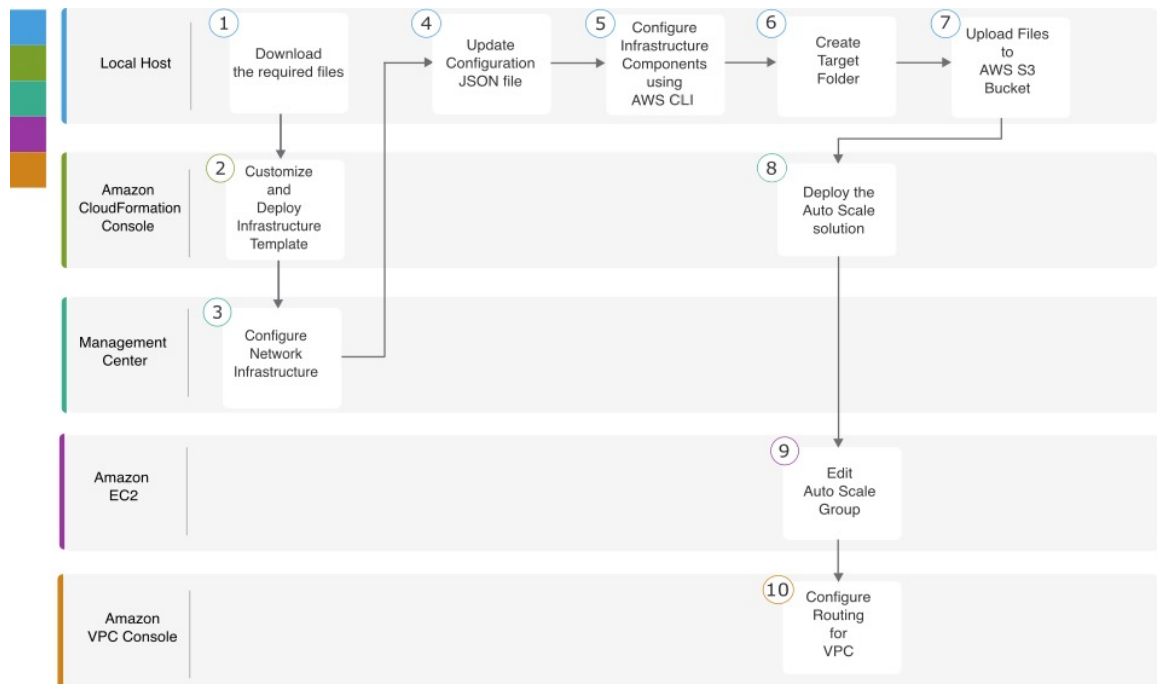 Local Host
1
Download
the required files
4
Update
Configuration
JSON file
5
Configure
Infrastructure
Components
using
AWS CLI
6
Create
Target
Folder
7
Upload Files
to
AWS S3
Bucket
Amazon
CloudFormation
Console
2
Customize
and
Deploy
Infrastructure
Template
8
Deploy the
Auto Scale
solution
Management
Center
3
Configure
Network
Infrastructure
Amazon
EC2
9
Edit
Auto Scale
Group
Amazon
VPC Console
10
Configure
Routing
for
VPC